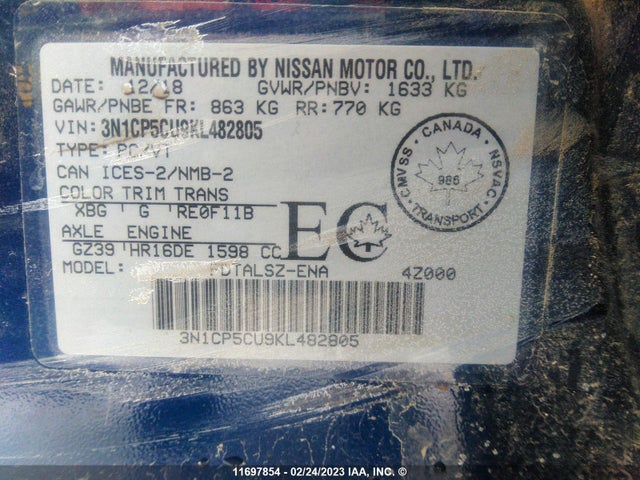 MANUFACTURED BY NISSAN MOTOR CO., LTD.
DATE: 12/18 GVWR/PNBV: 1633 KG
GAWR/PNBE FR: 863 KG RR: 770 KG
VIN: 3N1CP5CU9KL482805
TYPE: PC/VT
CAN ICES-2/NMB-2
COLOR TRIM TRANS
XBG G RE0F11B
AXLE ENGINE
GZ39 HR16DE 1598 CC
MODEL: FDTALSZ-ENA 4Z000
EC
CANADA
CMVSS
NSVAC
986
TRANSPORT
3N1CP5CU9KL482805
11697854 - 02/24/2023 IAA, INC. ©